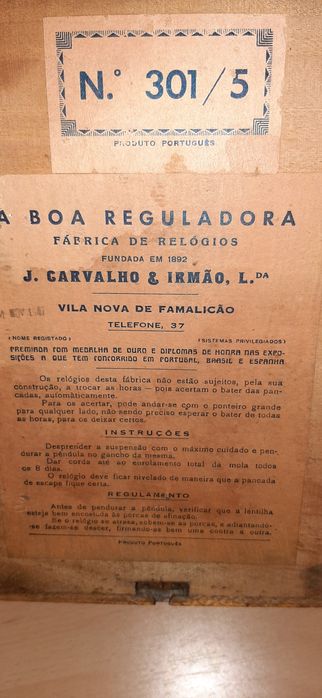 N.º 301/5
PRODUTO PORTUGUÊS
A BOA REGULADORA
FÁBRICA DE RELÓGIOS
FUNDADA EM 1892
J. CARVALHO & IRMÃO, L.DA
VILA NOVA DE FAMALICÃO
TELEFONE, 37
(NOME REGISTADO) (SISTEMAS PRIVILEGIADOS)
PREMIADA COM MEDALHA DE OURO E DIPLOMAS DE HONRA NAS EXPO-
SIÇÕES A QUE TEM CONCORRIDO EM PORTUGAL, BRASIL E ESPANHA
Os relógios desta fábrica não estão sujeitos, pela sua
construção, a trocar as horas — pois acertam o bater das pan-
cadas, automàticamente.
Para os acertar, pode andar-se com o ponteiro grande
para qualquer lado, não sendo preciso esperar o bater de todas
as horas, para os deixar certos.
INSTRUÇÕES
Desprender a suspensão com o máximo cuidado e pen-
durar a pêndula no gancho da mesma.
Dar corda até ao enrolamento total da mola todos
os 8 dias.
O relógio deve ficar nivelado de maneira que a pancada
de escape fique certa.
REGULAMENTO
Antes de pendurar a pêndula, verificar que a lentilha
esteja bem encostada às porcas de afinação.
Se o relógio se atrasa, sobem-se as porcas, e adiantando-
-se fazem-se descer, firmando-se bem uma contra a outra.
PRODUTO PORTUGUÊS